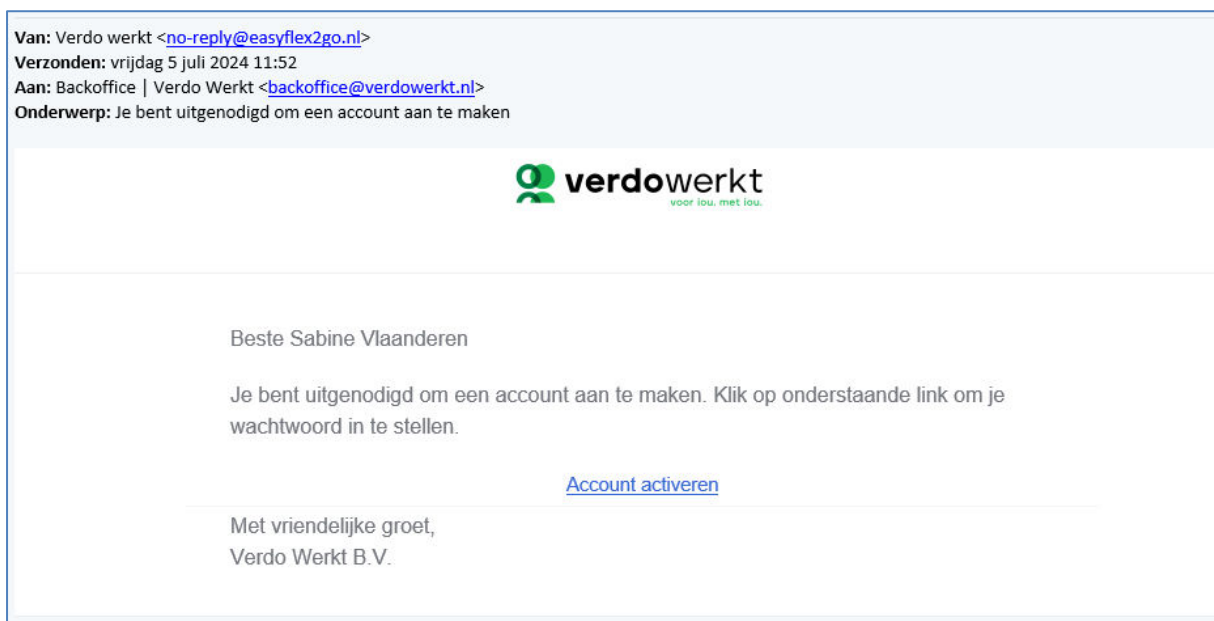 Van: Verdo werkt <no-reply@easyflex2go.nl>
Verzonden: vrijdag 5 juli 2024 11:52
Aan: Backoffice | Verdo Werkt <backoffice@verdowerkt.nl>
Onderwerp: Je bent uitgenodigd om een account aan te maken
verdowerkt
voor iou. met iou.
Beste Sabine Vlaanderen
Je bent uitgenodigd om een account aan te maken. Klik op onderstaande link om je
wachtwoord in te stellen.
Account activeren
Met vriendelijke groet,
Verdo Werkt B.V.